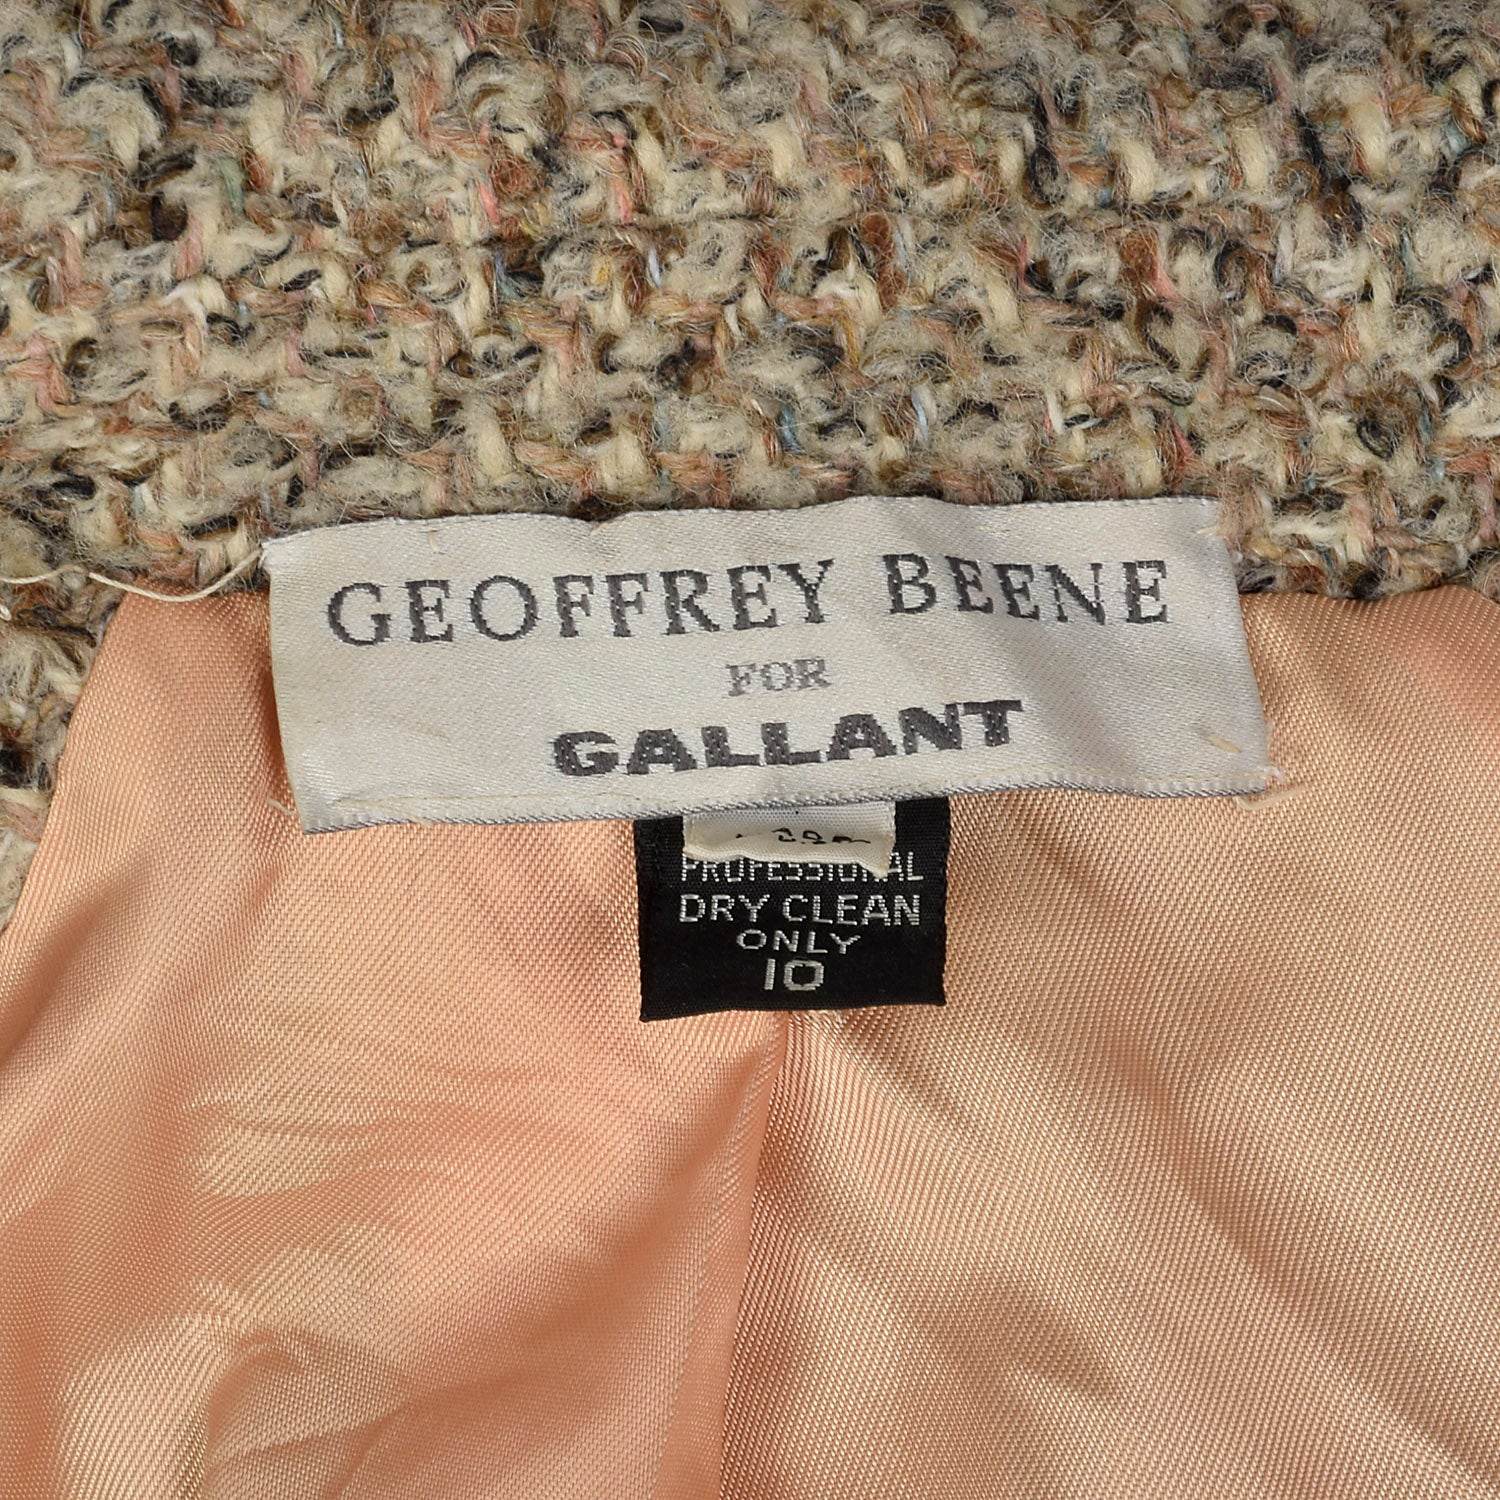 GEOFFREY BEENE
FOR
GALLANT
PROFESSIONAL
DRY CLEAN
ONLY
10